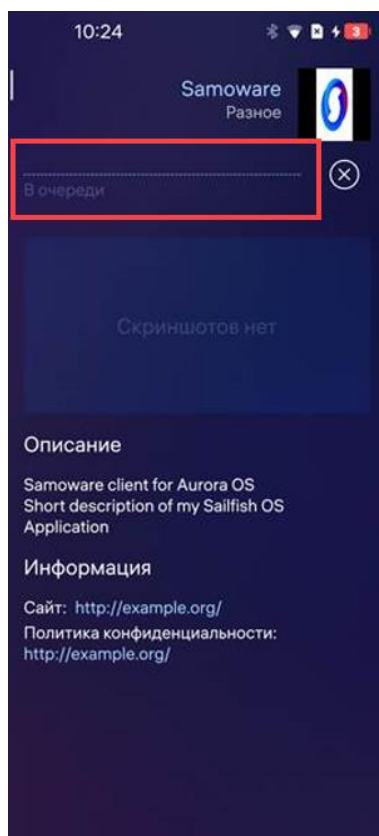 10:24
3
Samoware
Разное
В очереди
Скриншотов нет
Описание
Samoware client for Aurora OS
Short description of my Sailfish OS
Application
Информация
Сайт: http://example.org/
Политика конфиденциальности:
http://example.org/